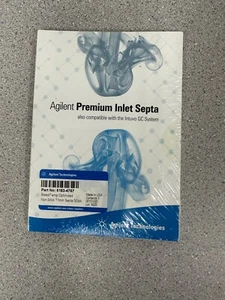 Agilent Premium Inlet Septa
also compatible with the Intuvo GC System
Agilent Technologies
Part No: 5183-4757
Agilent Technologies